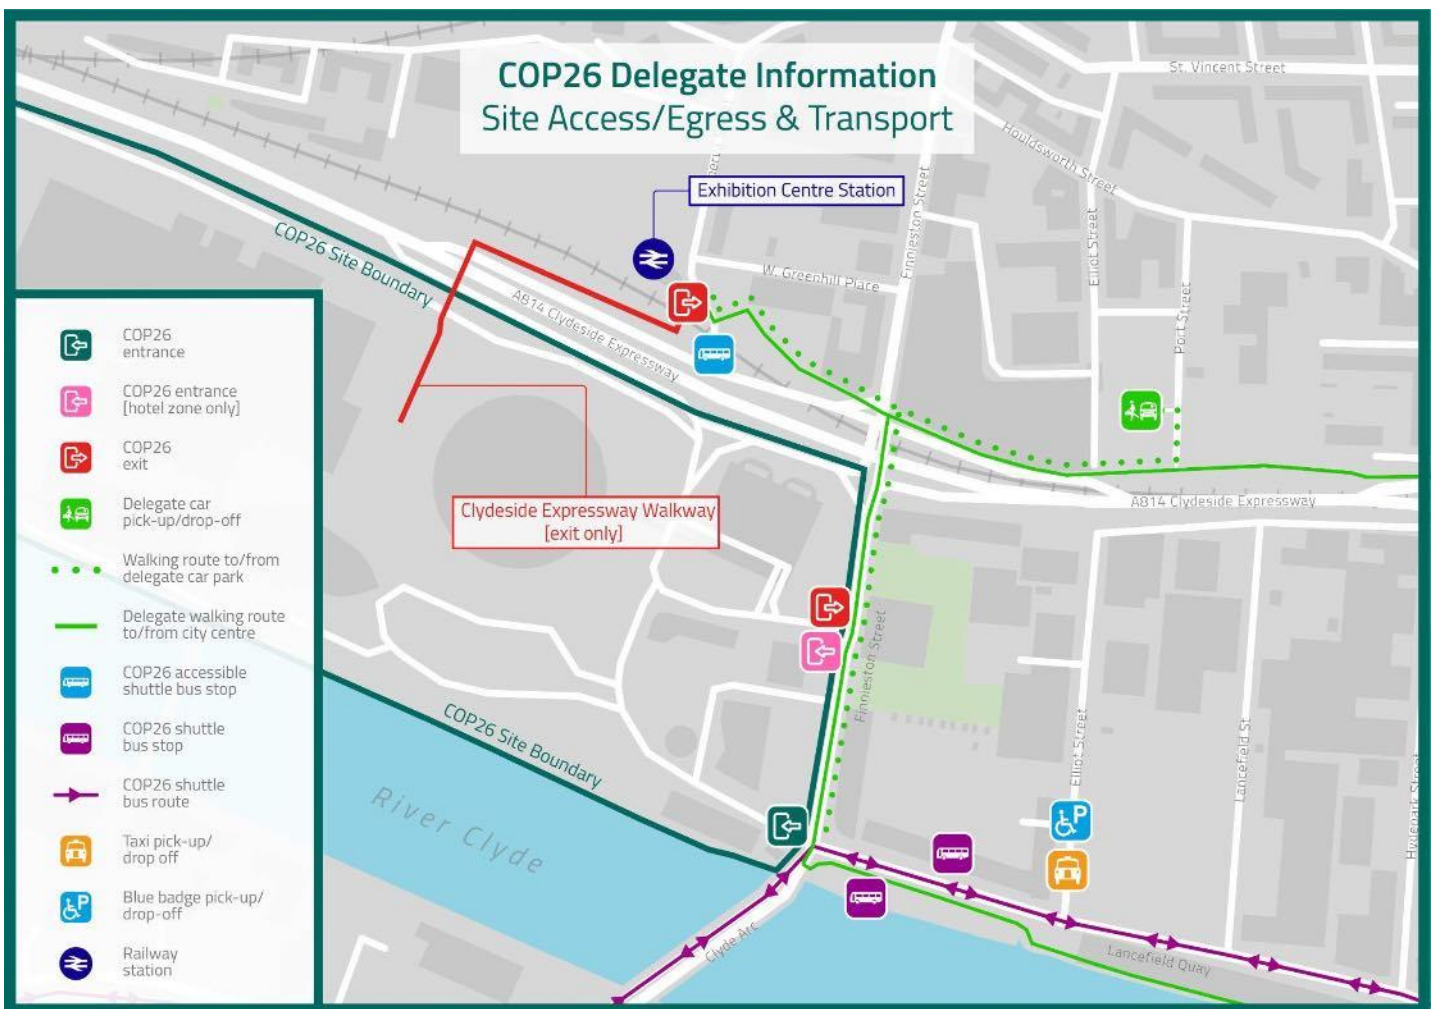 COP26 Delegate Information
Site Access/Egress & Transport
St. Vincent Street
Houldsworth Street
Exhibition Centre Station
Finnieston Street
Elliot Street
Port Street
W. Greenhill Place
COP26 Site Boundary
A814 Clydeside Expressway
A814 Clydeside Expressway
Clydeside Expressway Walkway
[exit only]
Finnieston Street
Elliot Street
Lancefield St
COP26 Site Boundary
River Clyde
Clyde Arc
Lancefield Quay
P
COP26
entrance
COP26 entrance
[hotel zone only]
COP26
exit
Delegate car
pick-up/drop-off
Walking route to/from
delegate car park
Delegate walking route
to/from city centre
COP26 accessible
shuttle bus stop
COP26 shuttle
bus stop
COP26 shuttle
bus route
Taxi pick-up/
drop off
P
Blue badge pick-up/
drop-off
Railway
station